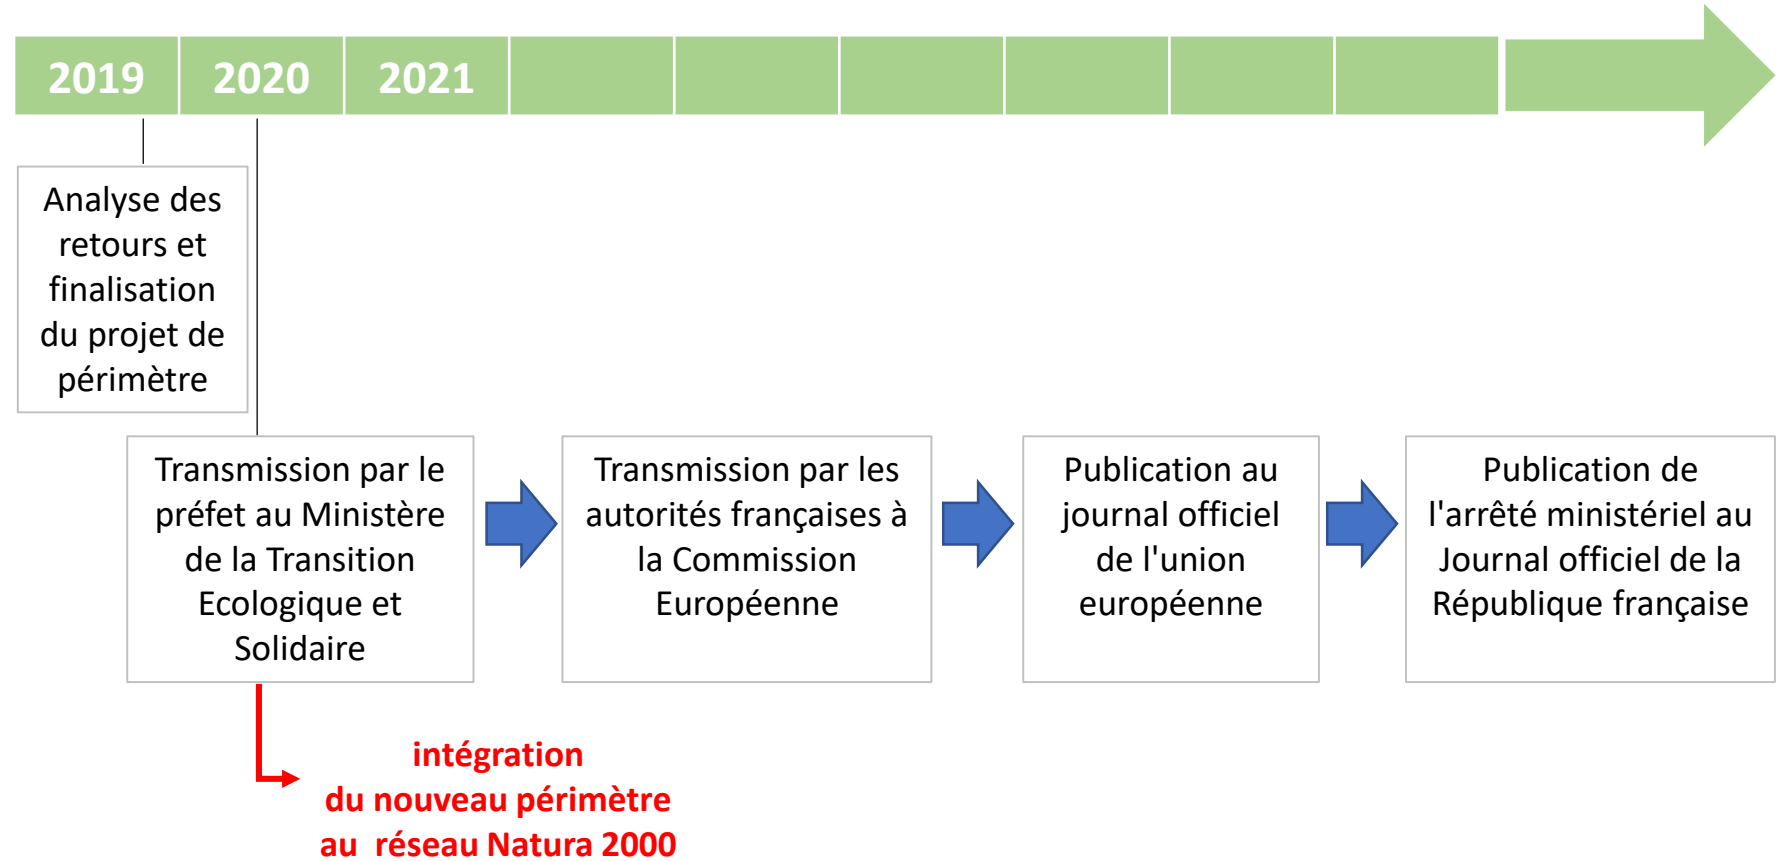 2019 2020 2021
Analyse des
retours et
finalisation
du projet de
périmètre
Transmission par le
préfet au Ministère
de la Transition
Ecologique et
Solidaire
Transmission par les
autorités françaises à
la Commission
Européenne
Publication au
journal officiel
de l'union
européenne
Publication de
l'arrêté ministériel au
Journal officiel de la
République française
intégration
du nouveau périmètre
au réseau Natura 2000